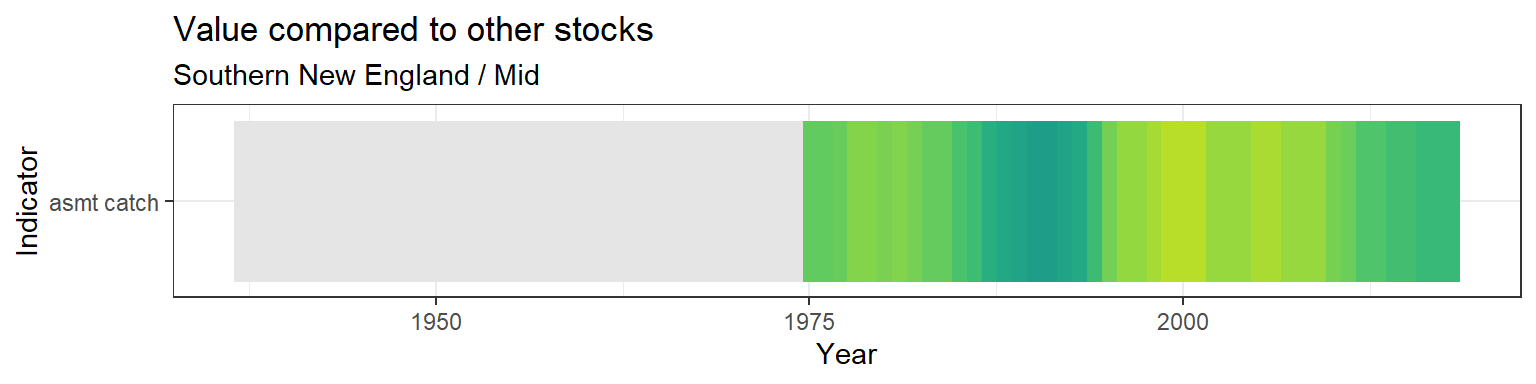 Value compared to other stocks
Southern New England / Mid
Indicator
asmt catch
1950 1975 2000
Year